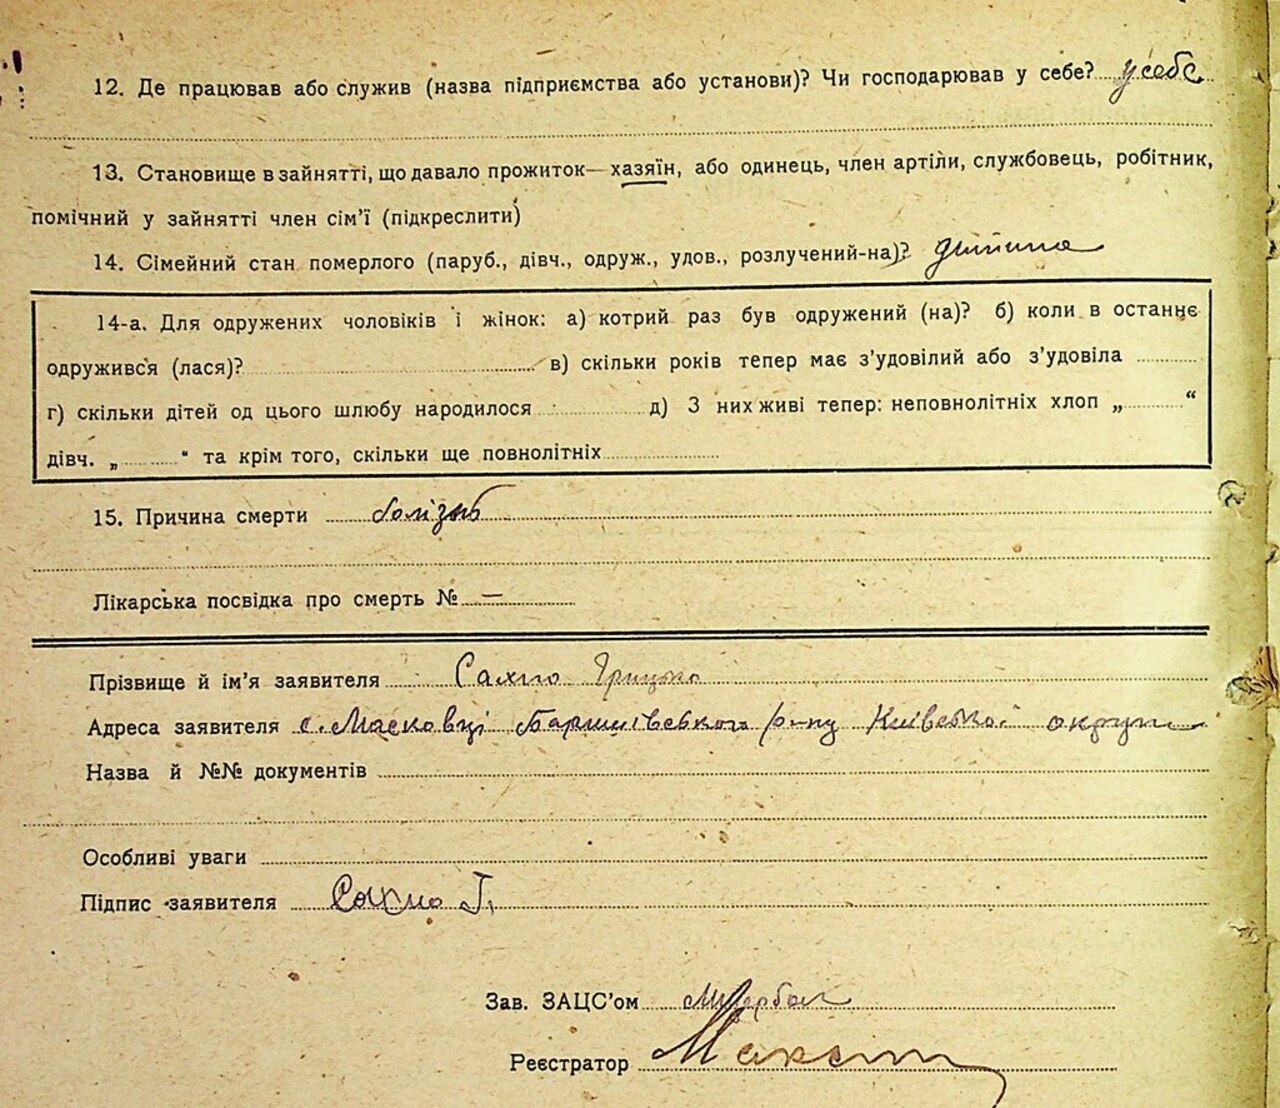 12. Де працював або служив (назва підприємства або установи)? Чи господарював у себе? у себе
13. Становище в зайнятті, що давало прожиток— хазяїн, або одинець, член артіли, службовець, робітник,
помічний у зайнятті член сім'ї (підкреслити)
14. Сімейний стан померлого (паруб., дівч., одруж., удов., розлучений-на)? дитина
14-а. Для одружених чоловіків і жінок: а) котрий раз був одружений (на)? б) коли в останнє
одружився (лася)? в) скільки років тепер має з'удовілий або з'удовіла
г) скільки дітей од цього шлюбу народилося д) З них живі тепер: неповнолітніх хлоп „ “
дівч. „ “ та крім того, скільки ще повнолітніх
15. Причина смерти болізнь
Лікарська посвідка про смерть № —
Прізвище й ім'я заявителя Сахно Грицько
Адреса заявителя с. Масковці Баришівського р-ну Київської округи
Назва й №№ документів
Особливі уваги
Підпис заявителя Сахно Г.
Зав. ЗАЦС'ом
Реєстратор